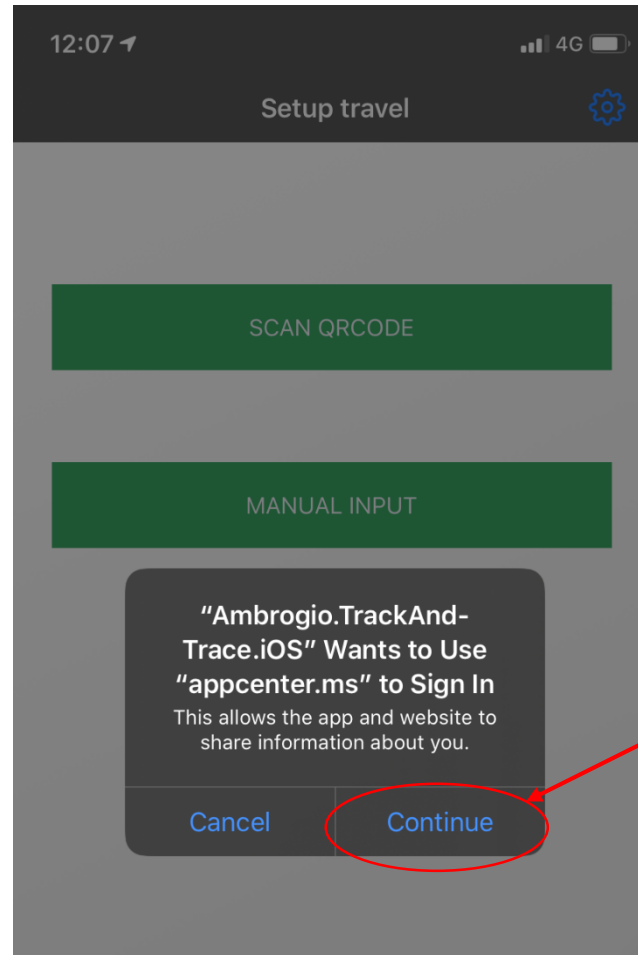 12:07 4G
Setup travel
SCAN QRCODE
MANUAL INPUT
“Ambrogio.TrackAnd-
Trace.iOS” Wants to Use
“appcenter.ms” to Sign In
This allows the app and website to
share information about you.
Cancel Continue